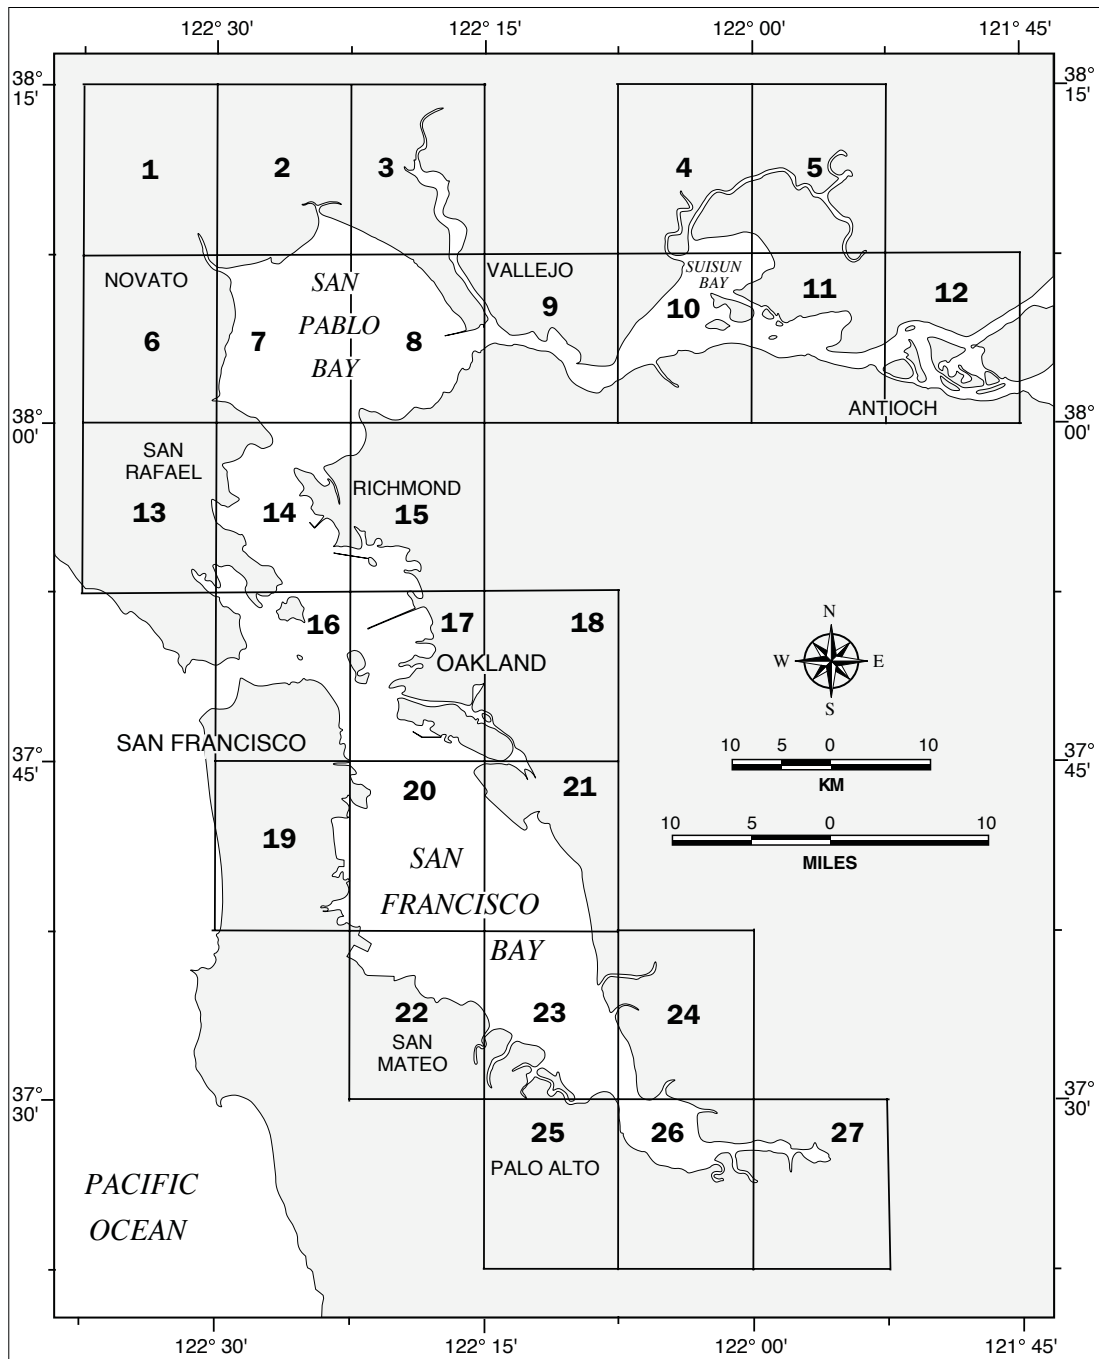 122° 30'
122° 15'
122° 00'
121° 45'
38°
15'
38°
15'
1
2
3
4
5
NOVATO
SAN
PABLO
BAY
VALLEJO
SUISUN
BAY
6
7
8
9
10
11
12
ANTIOCH
38°
00'
38°
00'
SAN
RAFAEL
RICHMOND
13
14
15
16
17
18
OAKLAND
N
W
E
S
SAN FRANCISCO
37°
45'
37°
45'
10 5 0 10
KM
10 5 0 10
MILES
19
20
21
SAN
FRANCISCO
BAY
22
23
24
SAN
MATEO
37°
30'
37°
30'
25
26
27
PALO ALTO
PACIFIC
OCEAN
122° 30'
122° 15'
122° 00'
121° 45'